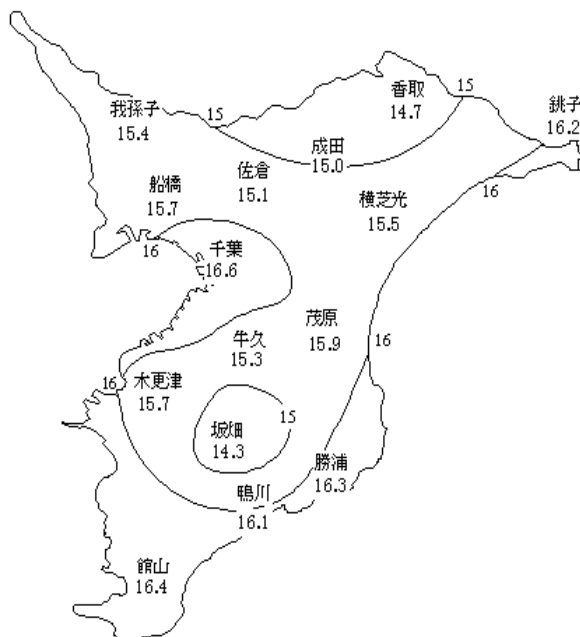 香取
14.7
15
銚子
16.2
我孫子
15.4
15
成田
15.0
佐倉
15.1
船橋
15.7
横芝光
15.5
16
16
千葉
16.6
茂原
15.9
16
牛久
15.3
16
木更津
15.7
15
坂畑
14.3
勝浦
16.3
鴨川
16.1
館山
16.4